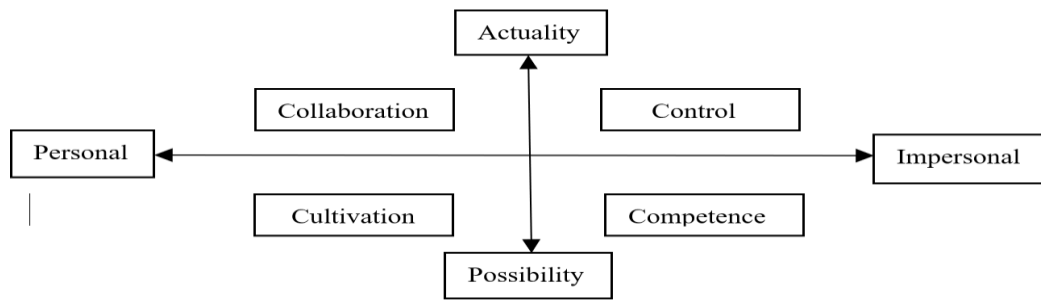 Actuality
Collaboration
Control
Personal
Impersonal
Cultivation
Competence
Possibility